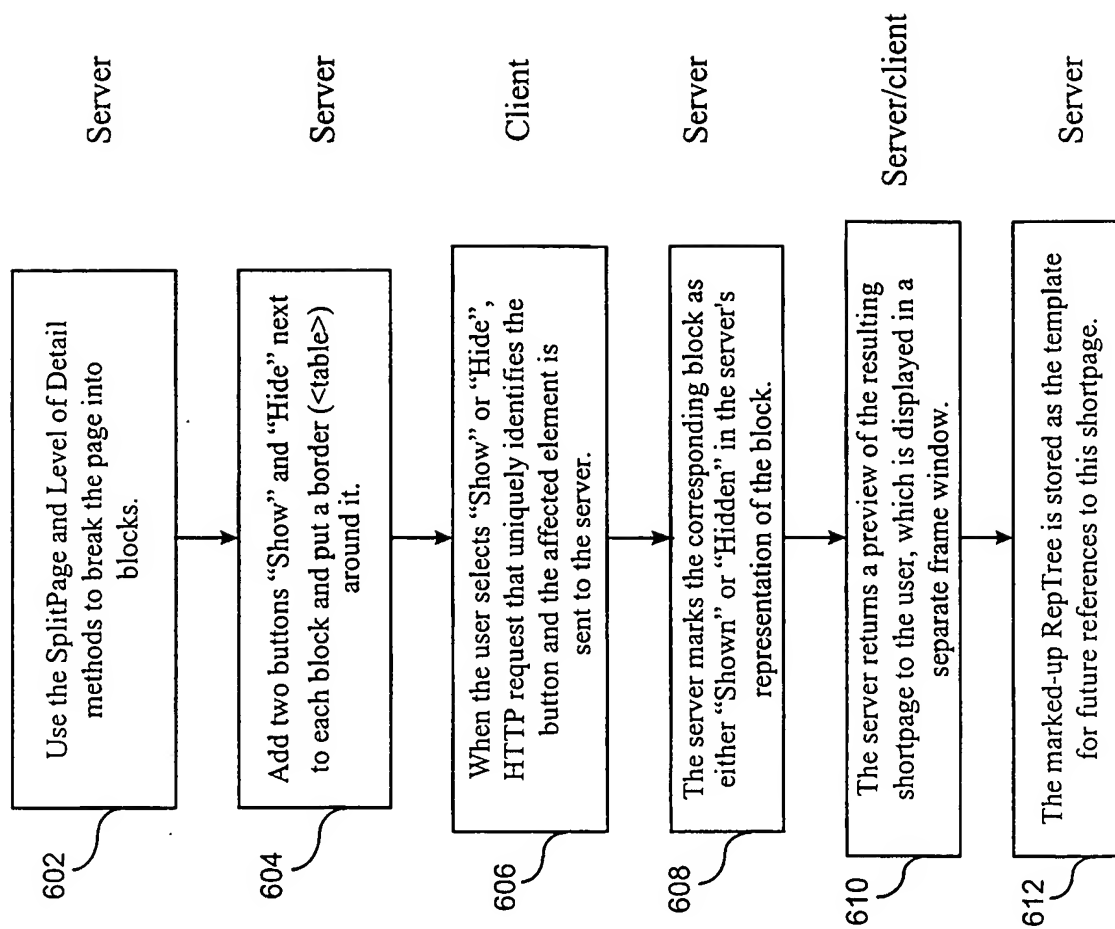 Use the SplitPage and Level of Detail
methods to break the page into
blocks.
Server
602
Add two buttons “Show” and “Hide” next
to each block and put a border (<table>)
around it.
Server
604
When the user selects “Show” or “Hide”,
HTTP request that uniquely identifies the
button and the affected element is
sent to the server.
Client
606
The server marks the corresponding block as
either “Shown” or “Hidden” in the server's
representation of the block.
Server
608
The server returns a preview of the resulting
shortpage to the user, which is displayed in a
separate frame window.
Server/client
610
The marked-up RepTree is stored as the template
for future references to this shortpage.
Server
612